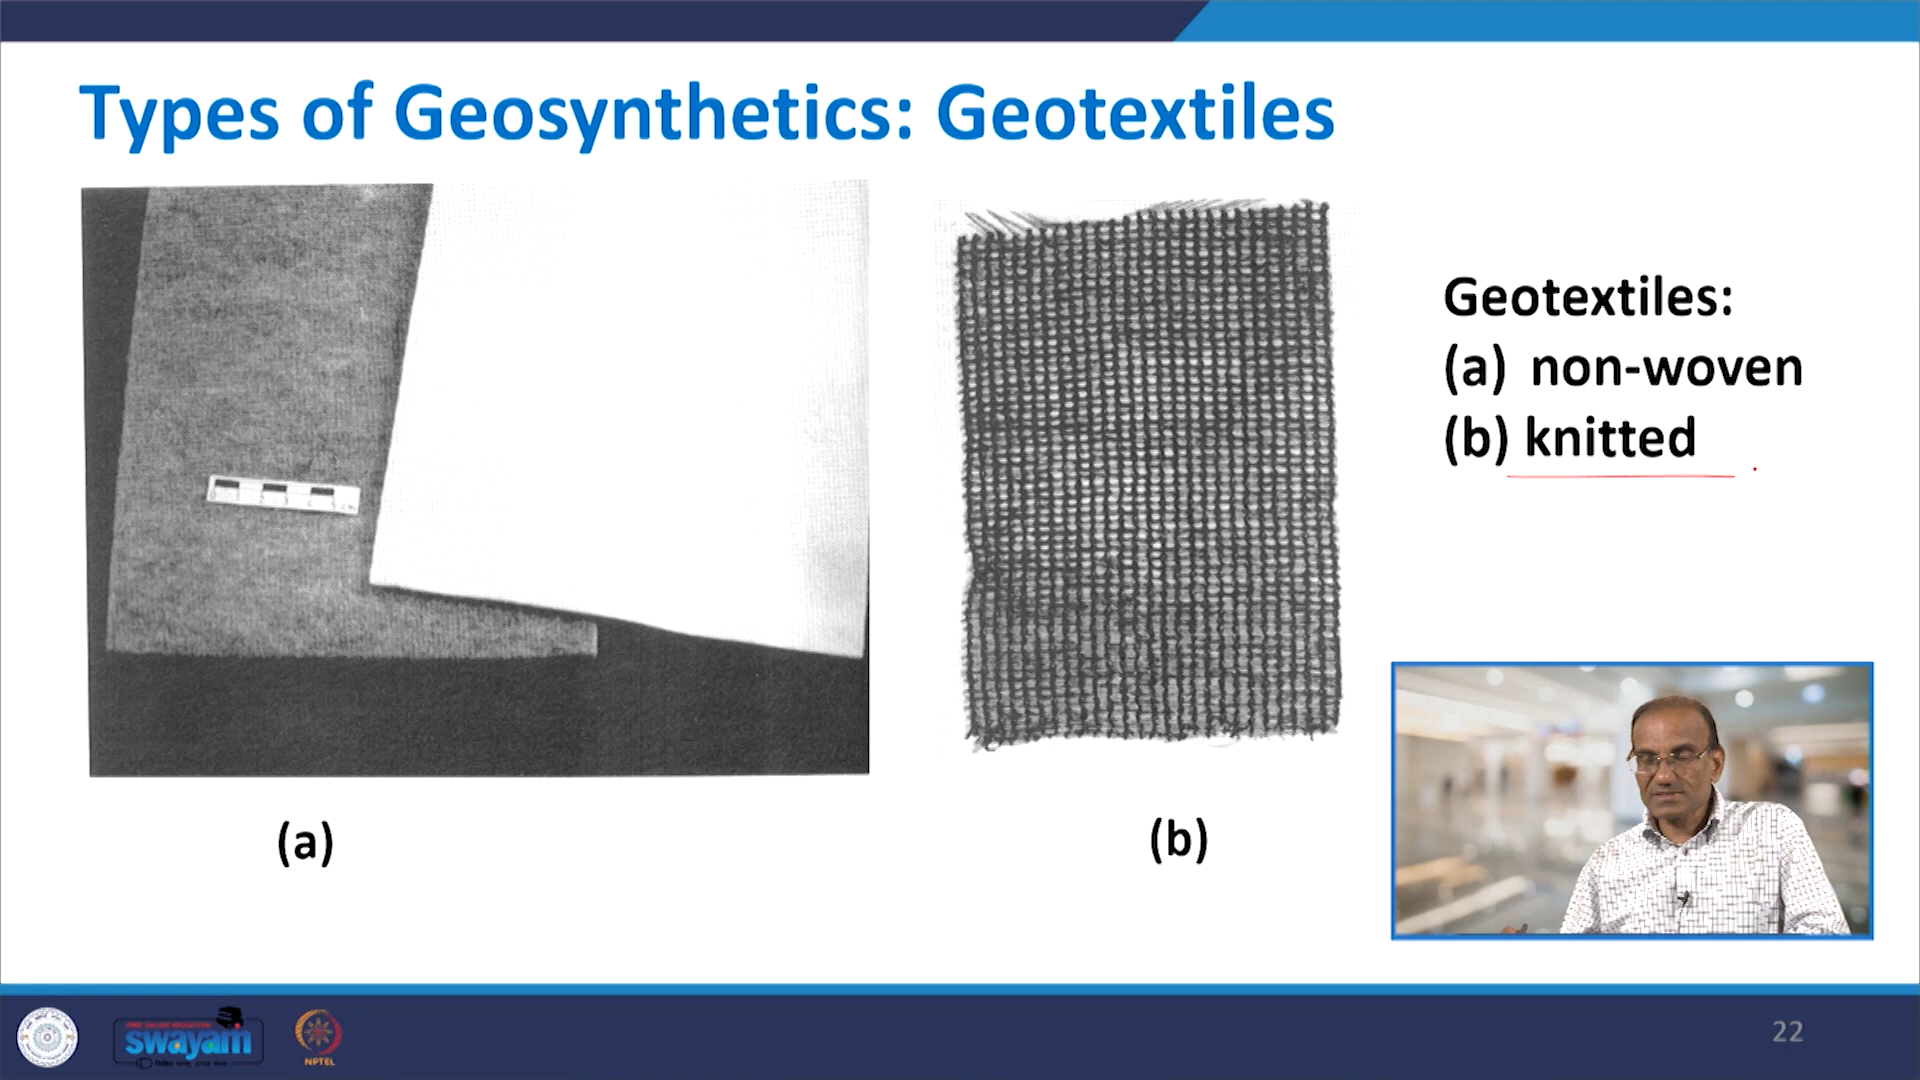 Types of Geosynthetics: Geotextiles
Geotextiles:
(a) non-woven
(b) knitted
(a)
(b)
swayam
NPTEL
22